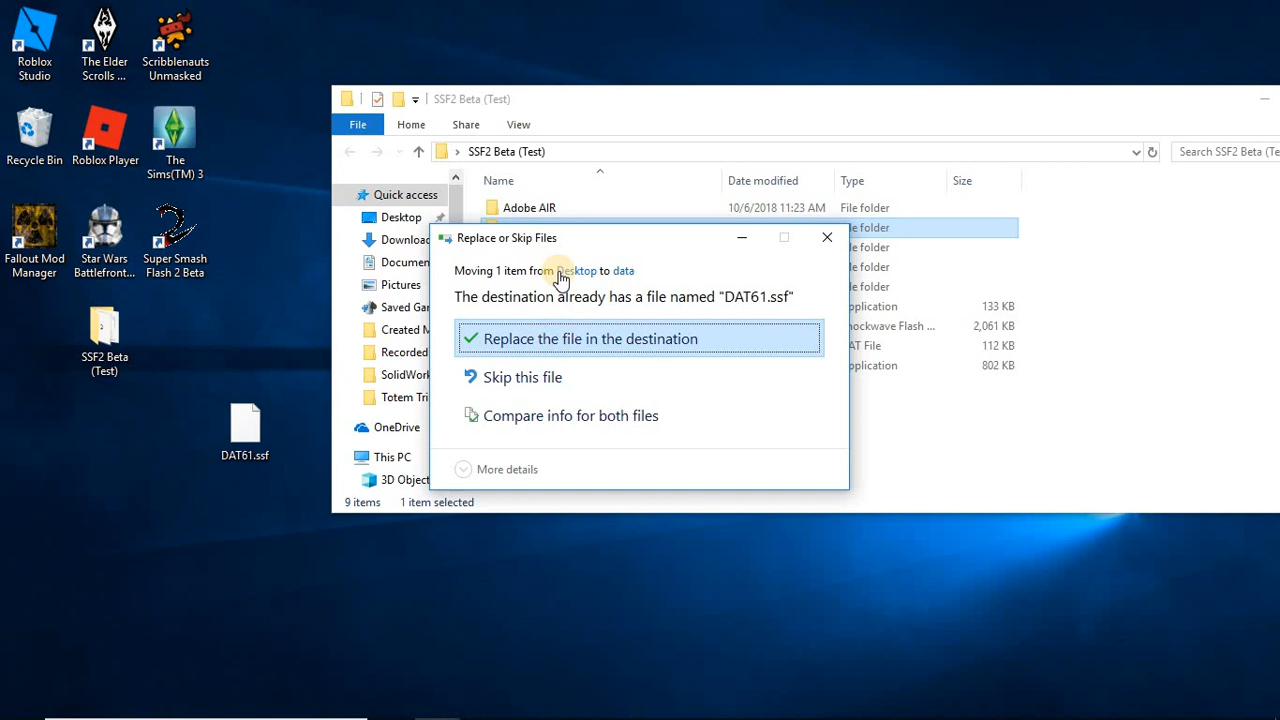 Roblox Studio
The Elder Scrolls ...
Scribblenauts Unmasked
Recycle Bin
Roblox Player
The Sims(TM) 3
Fallout Mod Manager
Star Wars Battlefront...
Super Smash Flash 2 Beta
SSF2 Beta (Test)
DAT61.ssf
SSF2 Beta (Test)
File
Home
Share
View
SSF2 Beta (Test)
Search SSF2 Beta (Te
Name
Date modified
Type
Size
Quick access
Desktop
Downloa
Documen
Pictures
Saved Gar
Created M
Recorded
SolidWork
Totem Tri
OneDrive
This PC
3D Object
Adobe AIR
10/6/2018 11:23 AM
File folder
le folder
le folder
le folder
le folder
pplication
133 KB
hockwave Flash ...
2,061 KB
AT File
112 KB
pplication
802 KB
9 items
1 item selected
Replace or Skip Files
Moving 1 item from Desktop to data
The destination already has a file named "DAT61.ssf"
Replace the file in the destination
Skip this file
Compare info for both files
More details